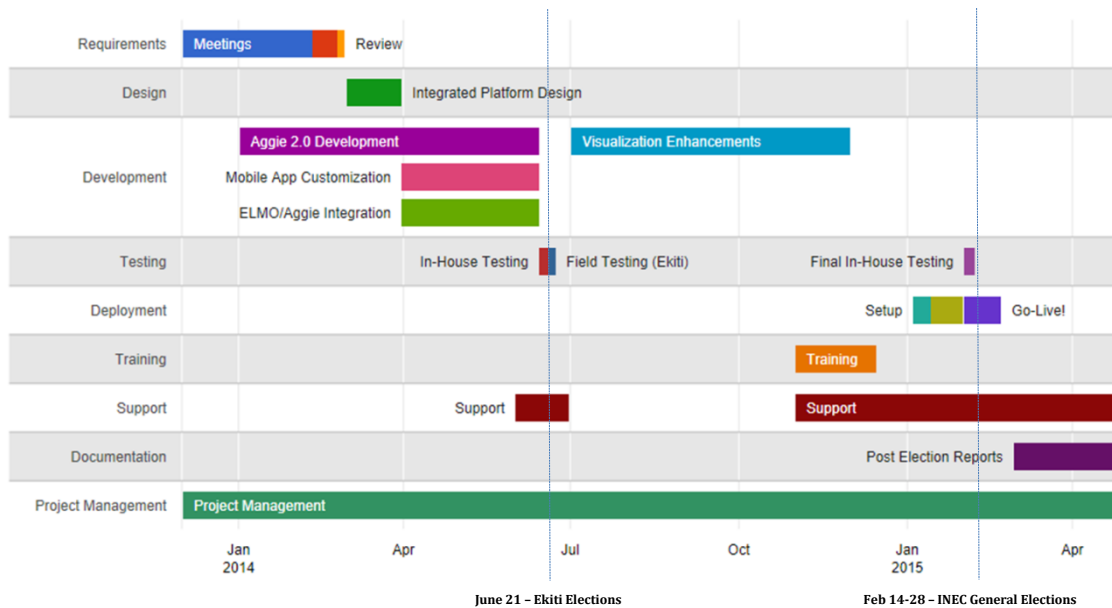 Requirements
Meetings
Review
Design
Integrated Platform Design
Development
Aggie 2.0 Development
Visualization Enhancements
Mobile App Customization
ELMO/Aggie Integration
Testing
In-House Testing
Field Testing (Ekiti)
Final In-House Testing
Deployment
Setup
Go-Live!
Training
Training
Support
Support
Support
Documentation
Post Election Reports
Project Management
Project Management
Jan
2014
Apr
Jul
Oct
Jan
2015
Apr
June 21 – Ekiti Elections
Feb 14-28 – INEC General Elections